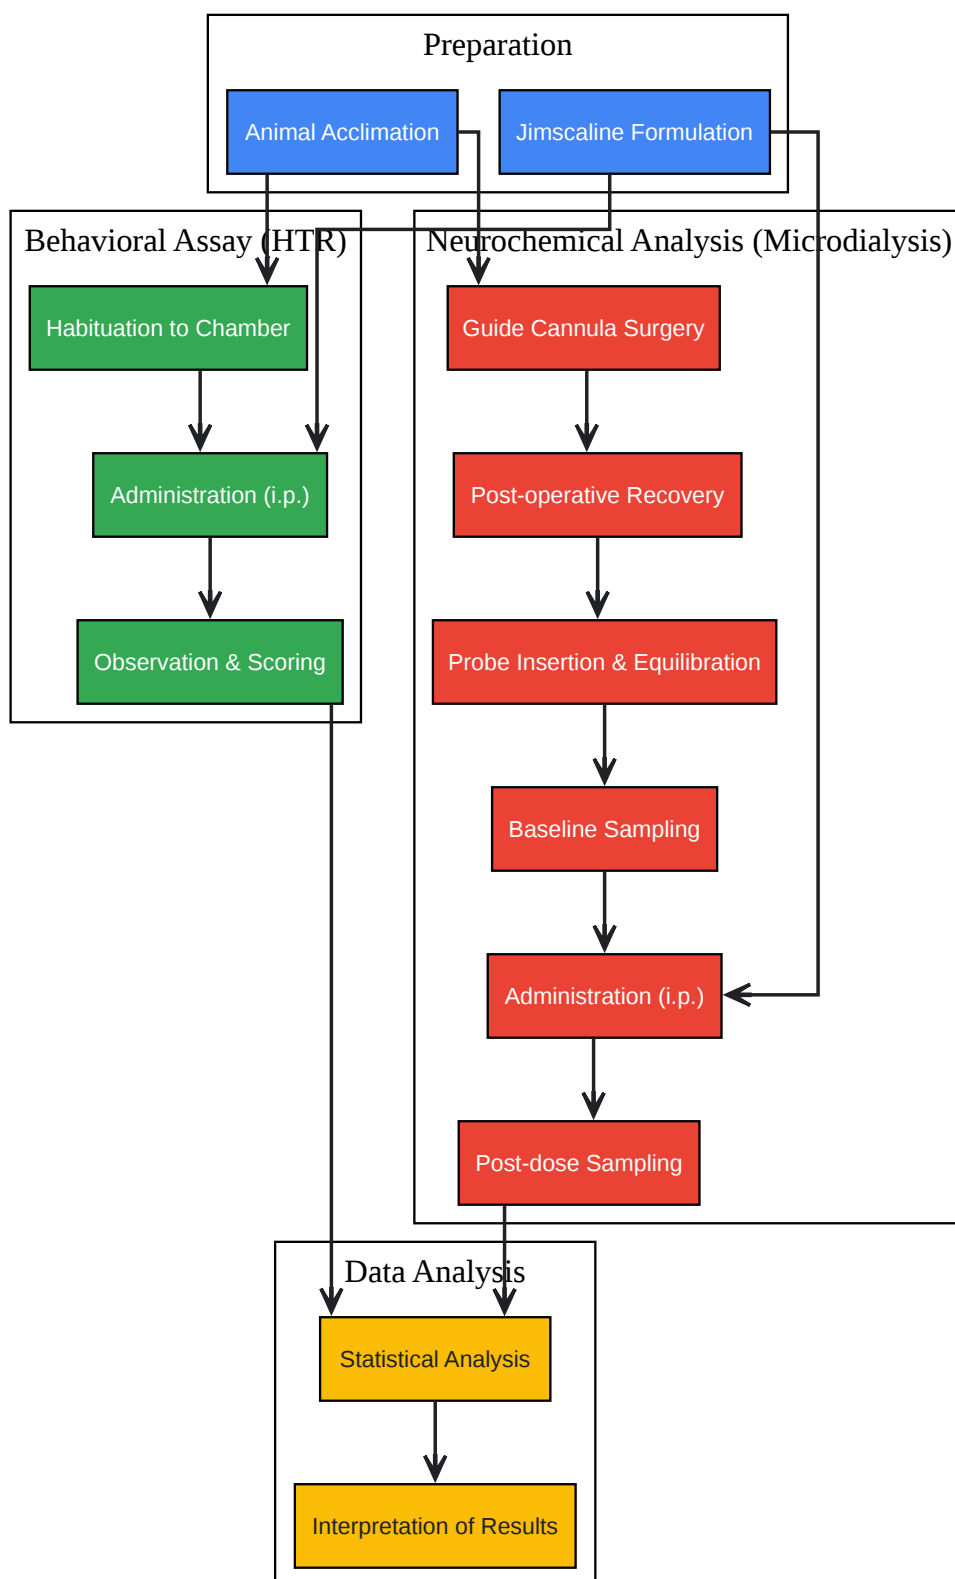 Preparation
Animal Acclimation
Jimscaline Formulation
Behavioral Assay (HTR)
Habituation to Chamber
Administration (i.p.)
Observation & Scoring
Neurochemical Analysis (Microdialysis)
Guide Cannula Surgery
Post-operative Recovery
Probe Insertion & Equilibration
Baseline Sampling
Administration (i.p.)
Post-dose Sampling
Data Analysis
Statistical Analysis
Interpretation of Results